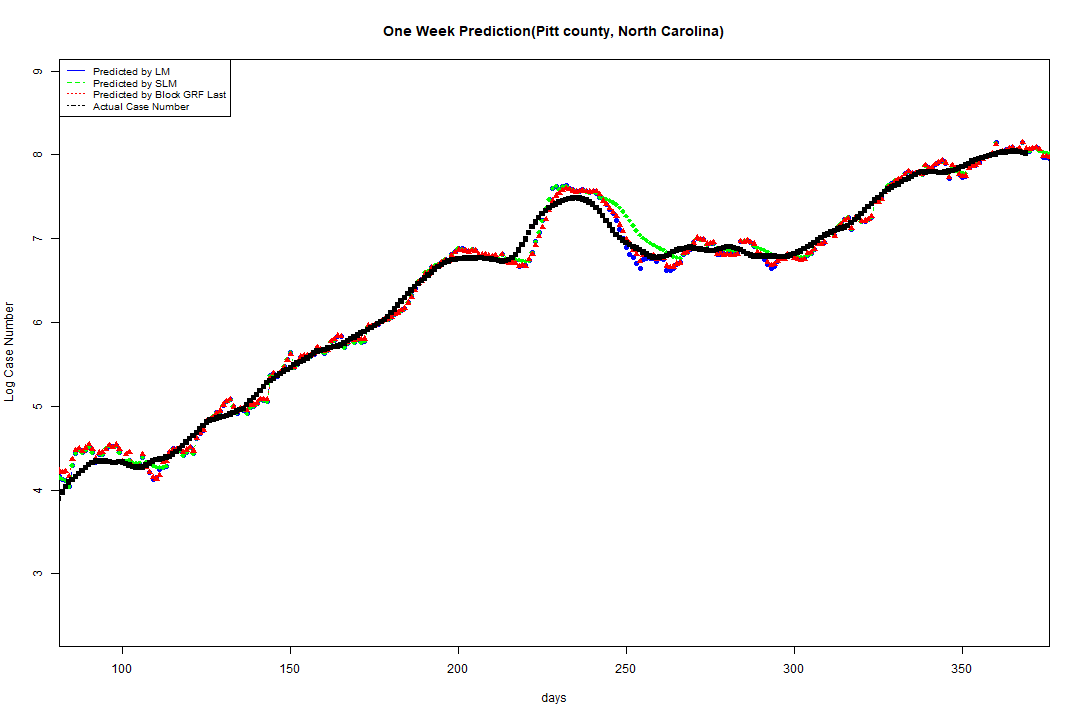 One Week Prediction(Pitt county, North Carolina)
Predicted by LM
Predicted by SLM
Predicted by Block GRF Last
Actual Case Number
9
8
7
6
5
4
3
Log Case Number
100 150 200 250 300 350
days